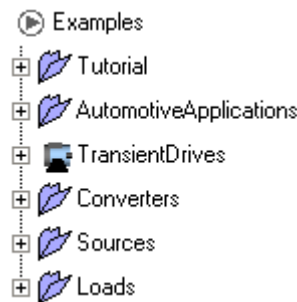 Examples
Tutorial
AutomotiveApplications
TransientDrives
Converters
Sources
Loads